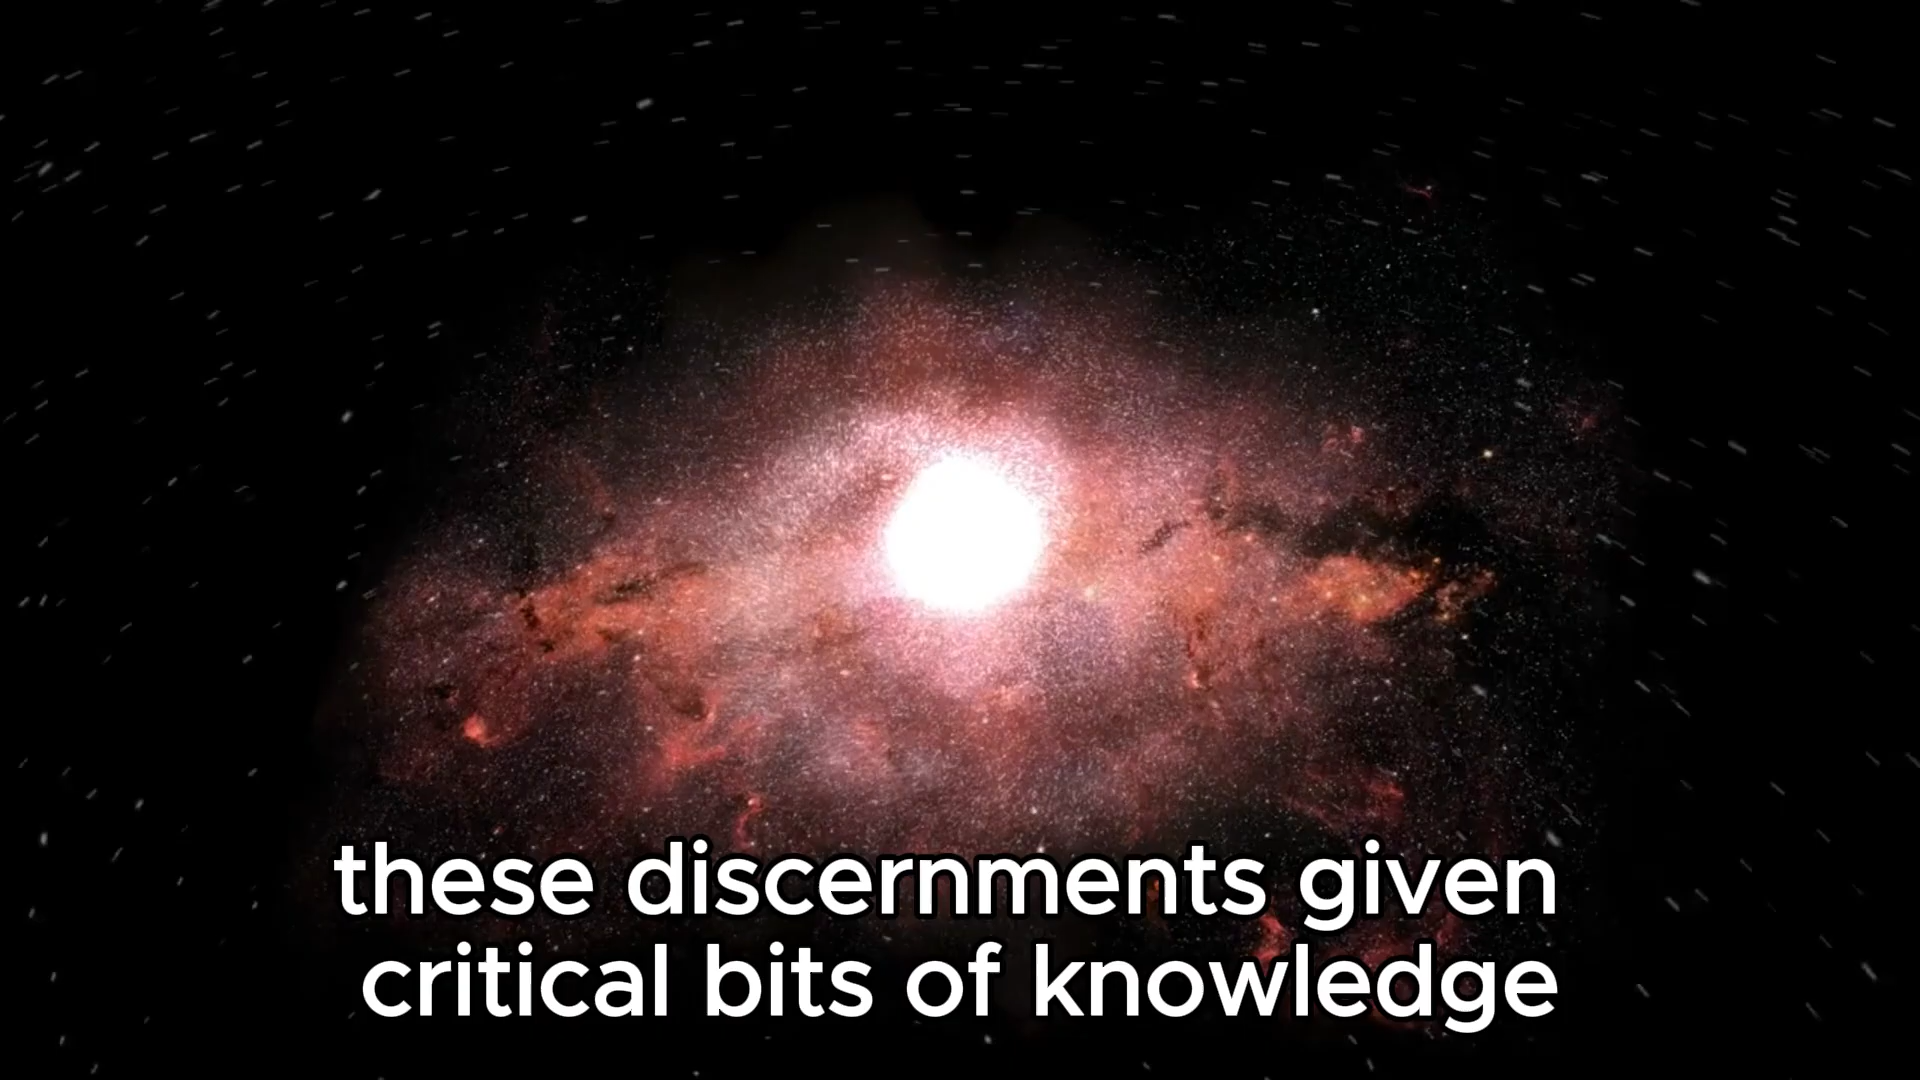 these discernments given
critical bits of knowledge